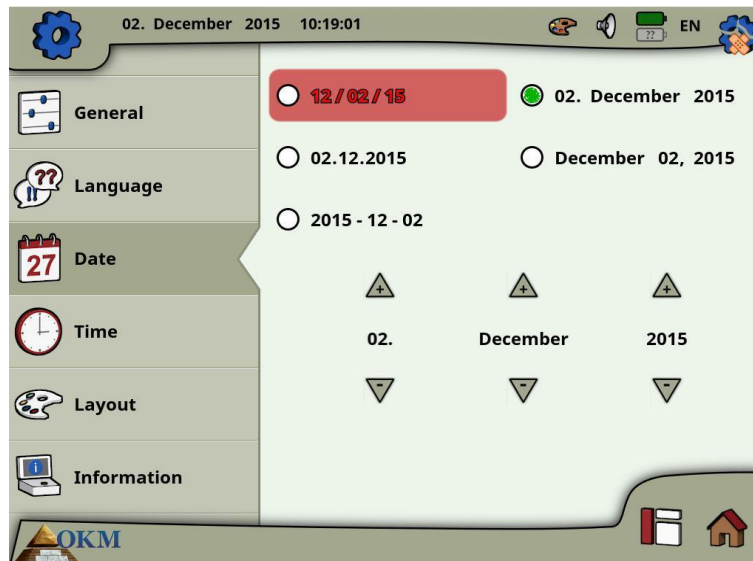 02. December 2015 10:19:01
?? EN
General
Language
Date
Time
Layout
Information
12/02/15
02. December 2015
02.12.2015
December 02, 2015
2015 - 12 - 02
+ + +
02. December 2015
- - -
??
!!
27
i
OKM